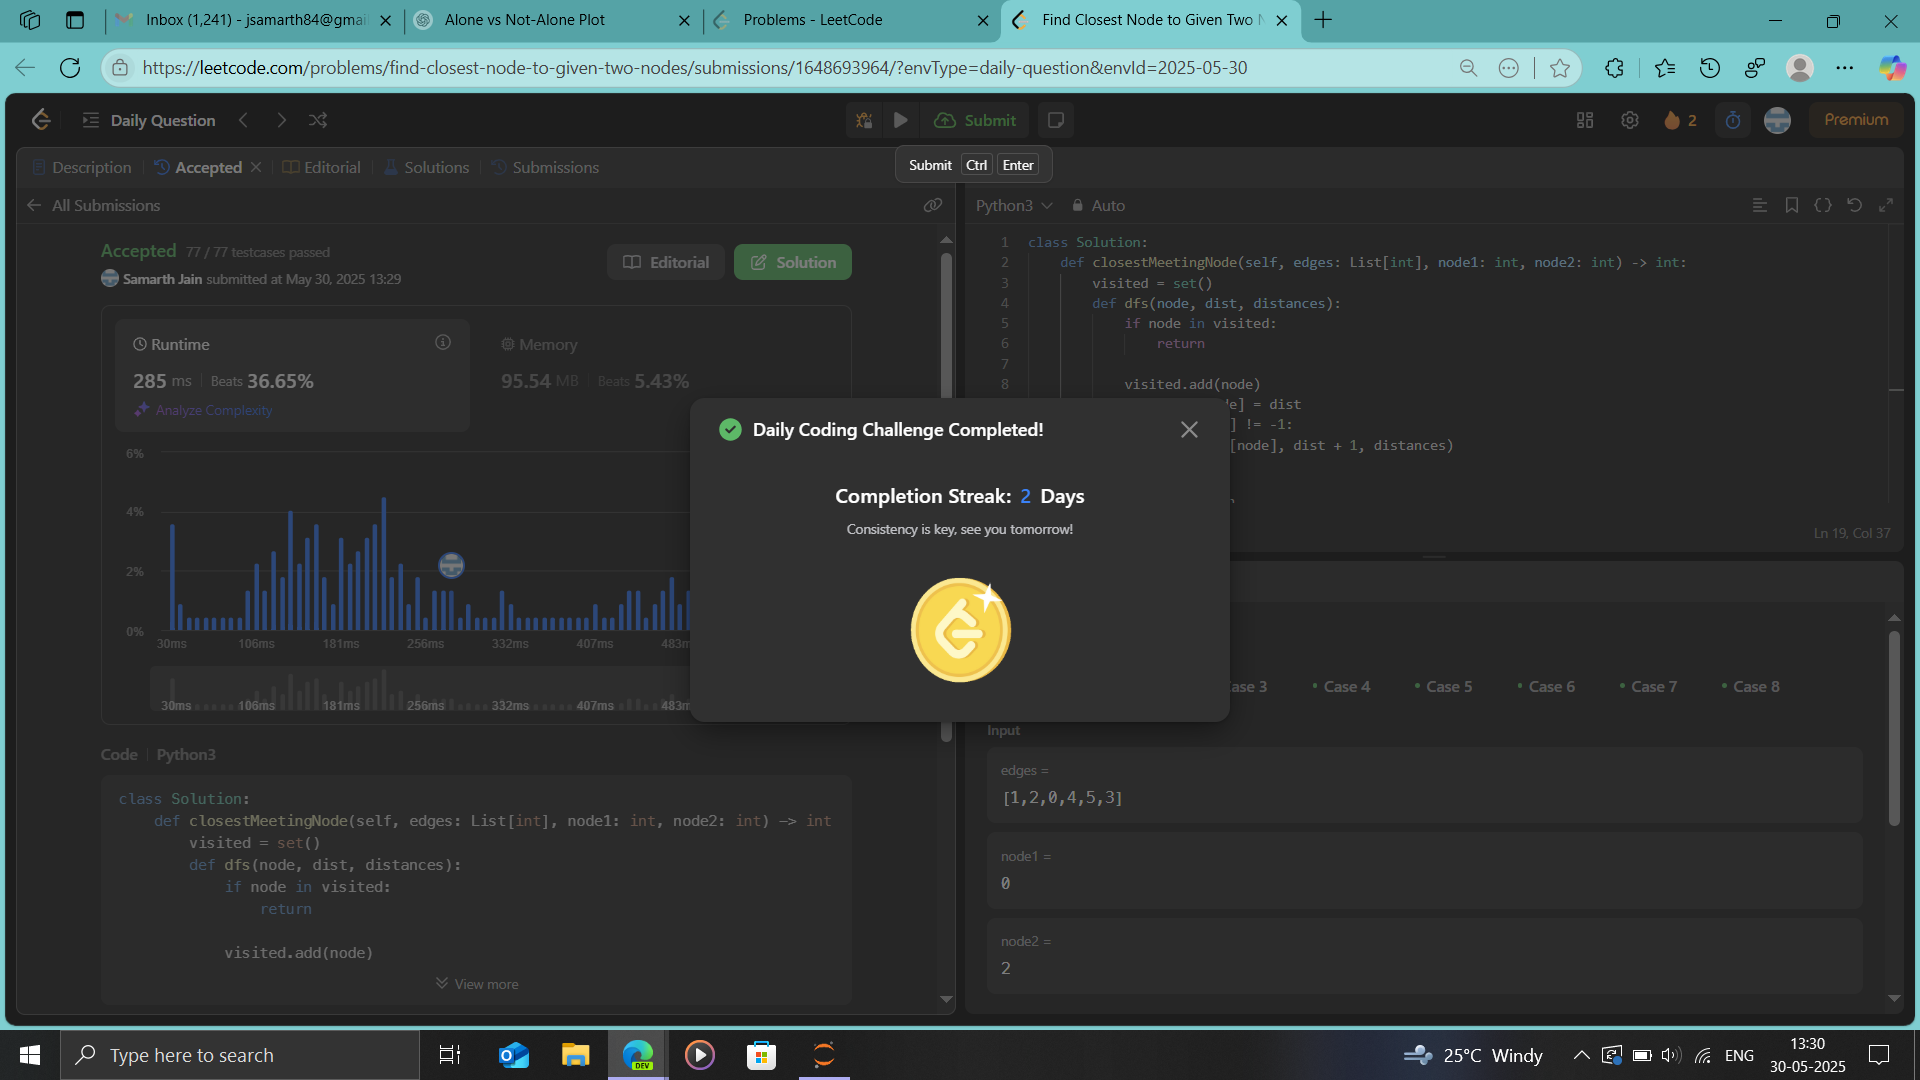 Inbox (1,241) - jsamarth84@gmai
Alone vs Not-Alone Plot
Problems - LeetCode
Find Closest Node to Given Two N
https://leetcode.com/problems/find-closest-node-to-given-two-nodes/submissions/1648693964/?envType=daily-question&envId=2025-05-30
Daily Question
Submit
2
Premium
Submit Ctrl Enter
Description
Accepted
Editorial
Solutions
Submissions
All Submissions
Accepted 77 / 77 testcases passed
Samarth Jain submitted at May 30, 2025 13:29
Editorial
Solution
Runtime
285 ms Beats 36.65%
Analyze Complexity
Memory
95.54 MB Beats 5.43%
6%
4%
2%
0%
30ms 106ms 181ms 256ms 332ms 407ms 483m
30ms 106ms 181ms 256ms 332ms 407ms 483m
Code Python3
class Solution:
def closestMeetingNode(self, edges: List[int], node1: int, node2: int) -> int
visited = set()
def dfs(node, dist, distances):
if node in visited:
return
visited.add(node)
View more
Python3 Auto
1 class Solution:
2 def closestMeetingNode(self, edges: List[int], node1: int, node2: int) -> int:
3 visited = set()
4 def dfs(node, dist, distances):
5 if node in visited:
6 return
7
8 visited.add(node)
e] = dist
] != -1:
[node], dist + 1, distances)
Ln 19, Col 37
Daily Coding Challenge Completed!
Completion Streak: 2 Days
Consistency is key, see you tomorrow!
ase 3
Case 4
Case 5
Case 6
Case 7
Case 8
Input
edges =
[1,2,0,4,5,3]
node1 =
0
node2 =
2
Type here to search
DEV
25°C Windy
ENG
13:30
30-05-2025